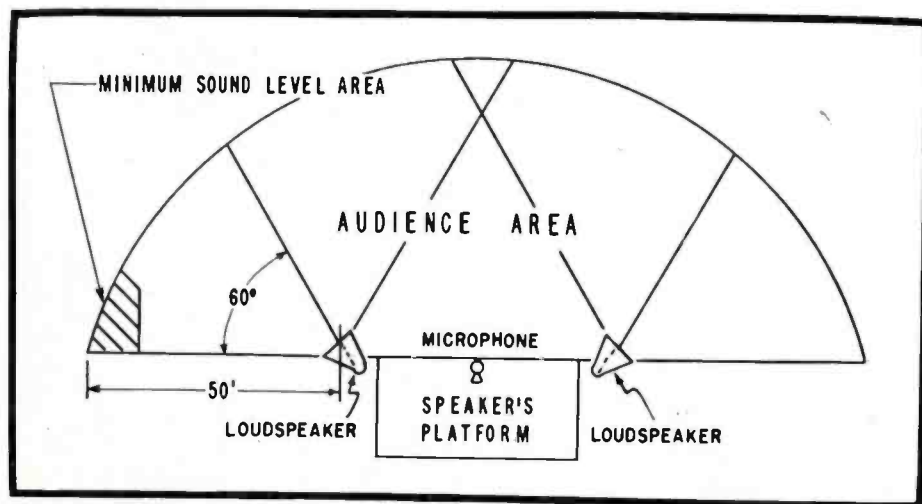 MINIMUM SOUND LEVEL AREA
AUDIENCE AREA
60°
MICROPHONE
50'
LOUDSPEAKER
SPEAKER'S
PLATFORM
LOUDSPEAKER